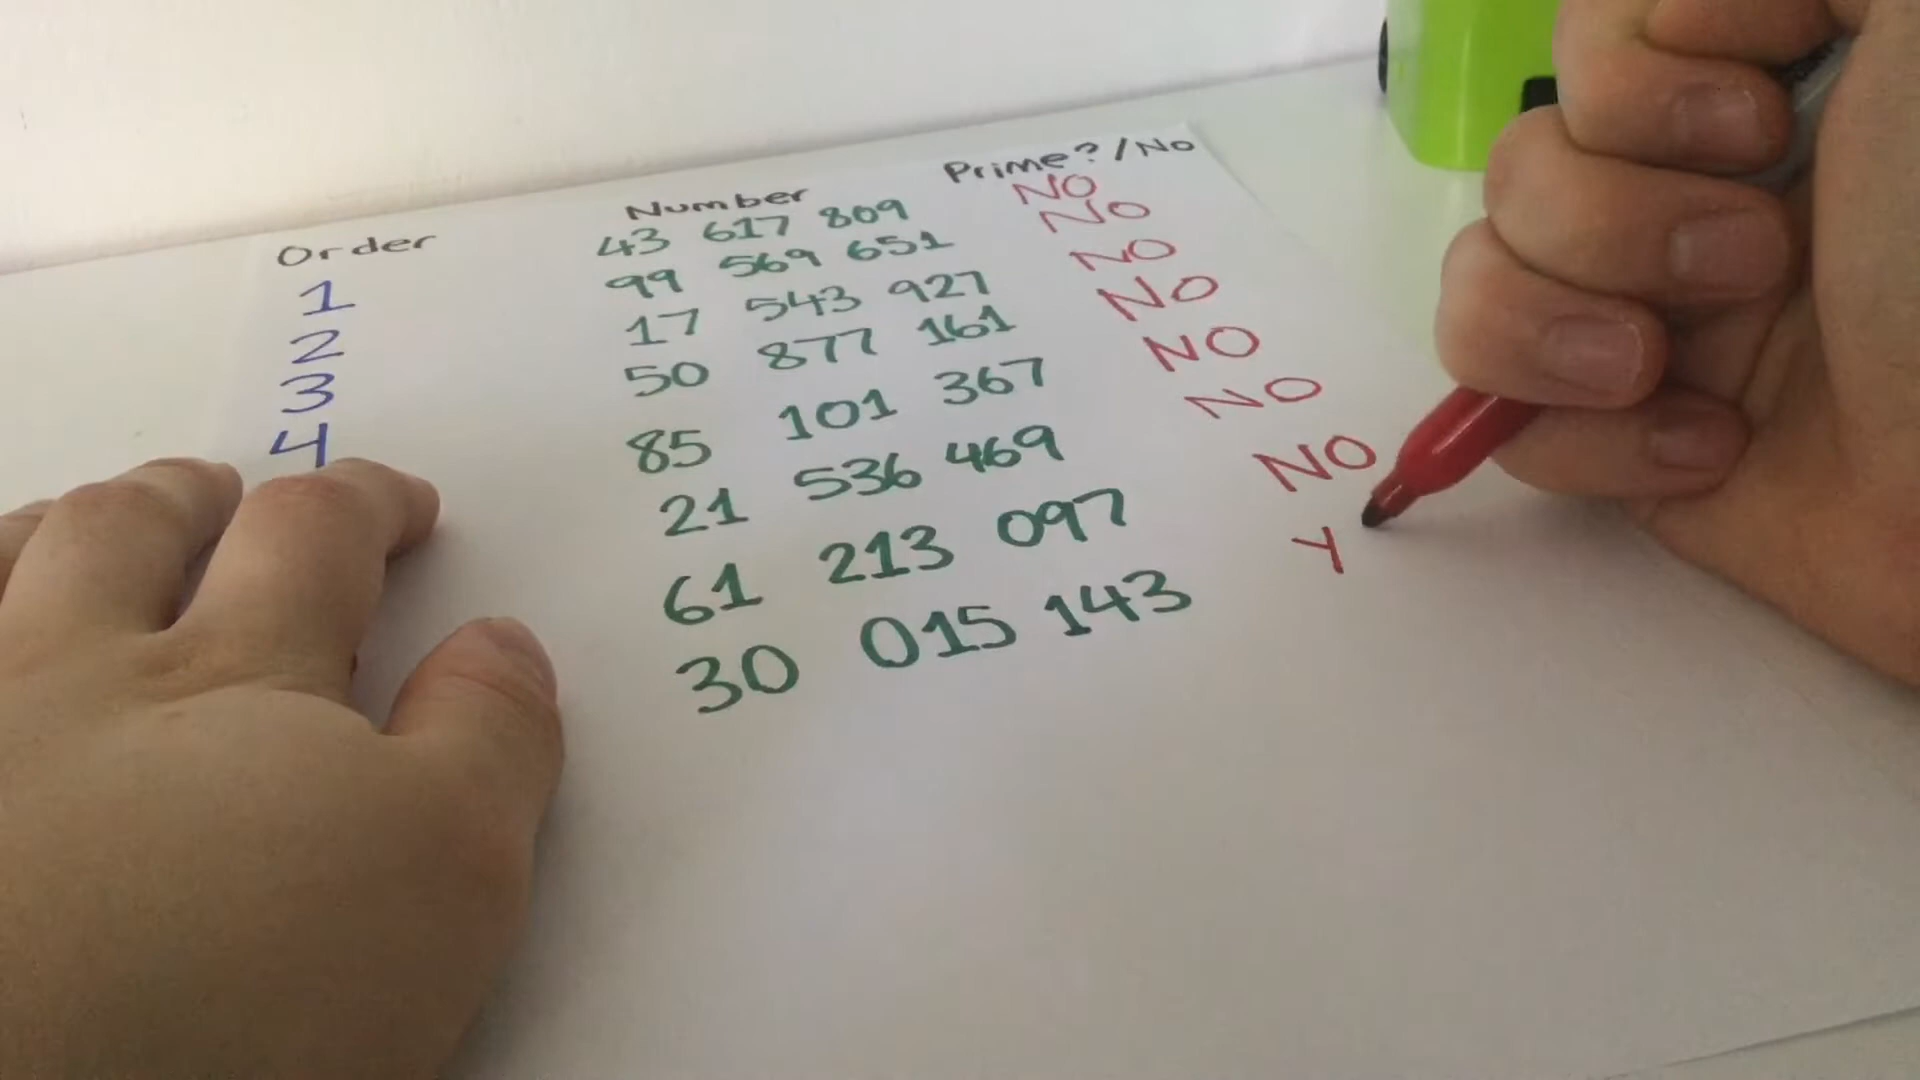 Order Number Prime?/No
1 43 617 809 NO
2 99 569 651 NO
3 17 543 927 NO
4 50 877 161 NO
85 101 367 NO
21 536 469 NO
61 213 097 NO
30 015 143 Y